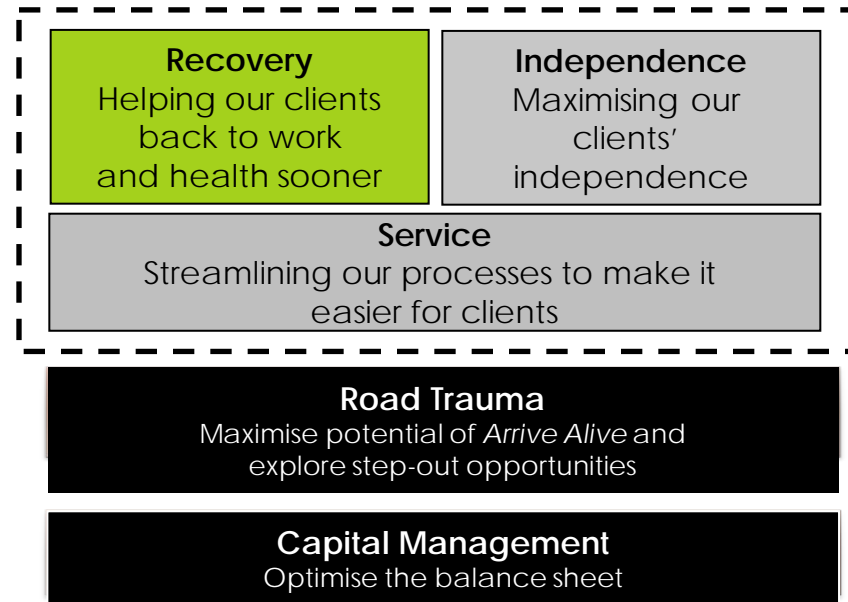 Recovery
Helping our clients
back to work
and health sooner
Independence
Maximising our
clients'
independence
Service
Streamlining our processes to make it
easier for clients
Road Trauma
Maximise potential of Arrive Alive and
explore step-out opportunities
Capital Management
Optimise the balance sheet